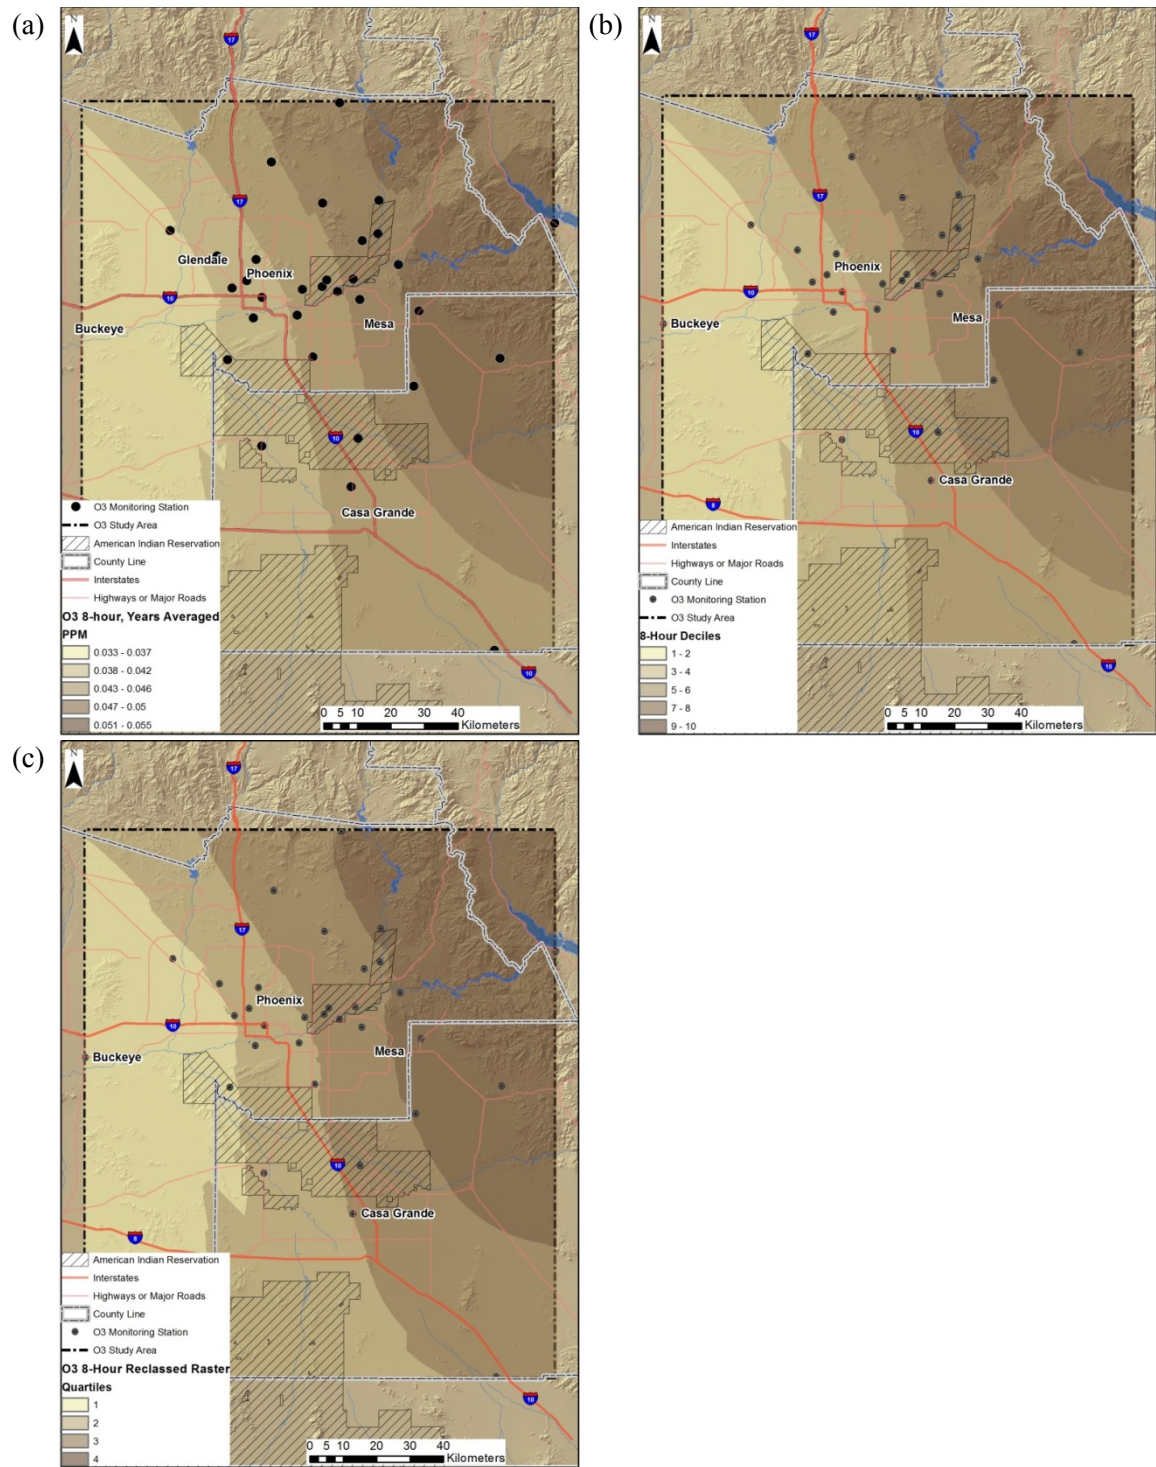 (a)
N
17
17
Glendale
Phoenix
10
Buckeye
Mesa
10
Casa Grande
O3 Monitoring Station
O3 Study Area
American Indian Reservation
County Line
Interstates
Highways or Major Roads
O3 8-hour, Years Averaged
PPM
0.033 - 0.037
0.038 - 0.042
0.043 - 0.046
0.047 - 0.05
0.051 - 0.055
10
0 5 10 20 30 40
Kilometers
(b)
N
17
17
Phoenix
10
Buckeye
Mesa
10
Casa Grande
8
American Indian Reservation
Interstates
Highways or Major Roads
County Line
O3 Monitoring Station
O3 Study Area
8-Hour Deciles
1 - 2
3 - 4
5 - 6
7 - 8
9 - 10
10
0 5 10 20 30 40
Kilometers
(c)
N
17
17
Phoenix
10
Buckeye
Mesa
10
Casa Grande
8
American Indian Reservation
Interstates
Highways or Major Roads
County Line
O3 Monitoring Station
O3 Study Area
O3 8-Hour Reclassed Raster
Quartiles
1
2
3
4
10
0 5 10 20 30 40
Kilometers